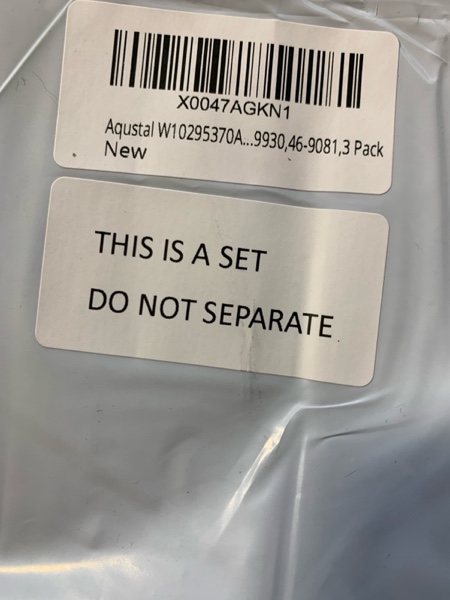 X0047AGKN1
Aqustal W10295370A...9930,46-9081,3 Pack
New
THIS IS A SET
DO NOT SEPARATE